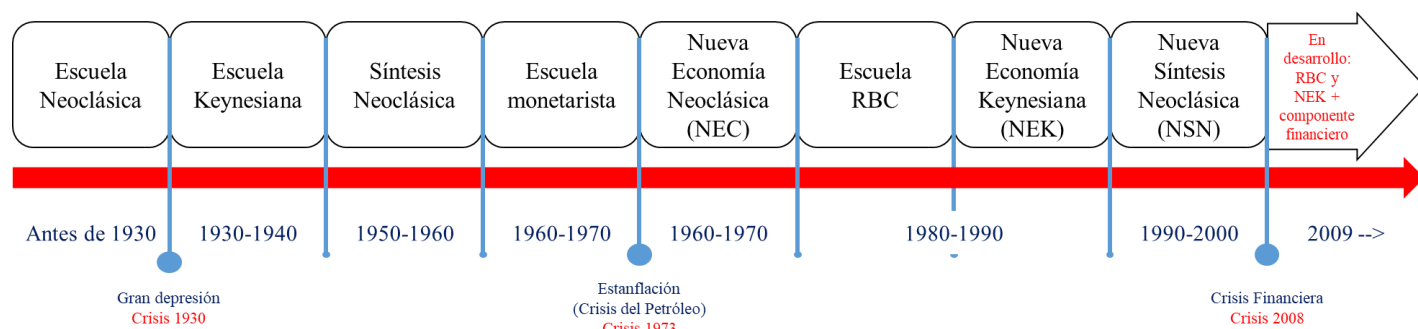 Escuela
Neoclásica
Escuela
Keynesiana
Síntesis
Neoclásica
Escuela
monetarista
Nueva
Economía
Neoclásica
(NEC)
Escuela
RBC
Nueva
Economía
Keynesiana
(NEK)
Nueva
Síntesis
Neoclásica
(NSN)
En
desarrollo:
RBC y
NEK +
componente
financiero
Antes de 1930
1930-1940
1950-1960
1960-1970
1960-1970
1980-1990
1990-2000
2009 -->
Gran depresión
Crisis 1930
Estanflación
(Crisis del Petróleo)
Crisis 1973
Crisis Financiera
Crisis 2008